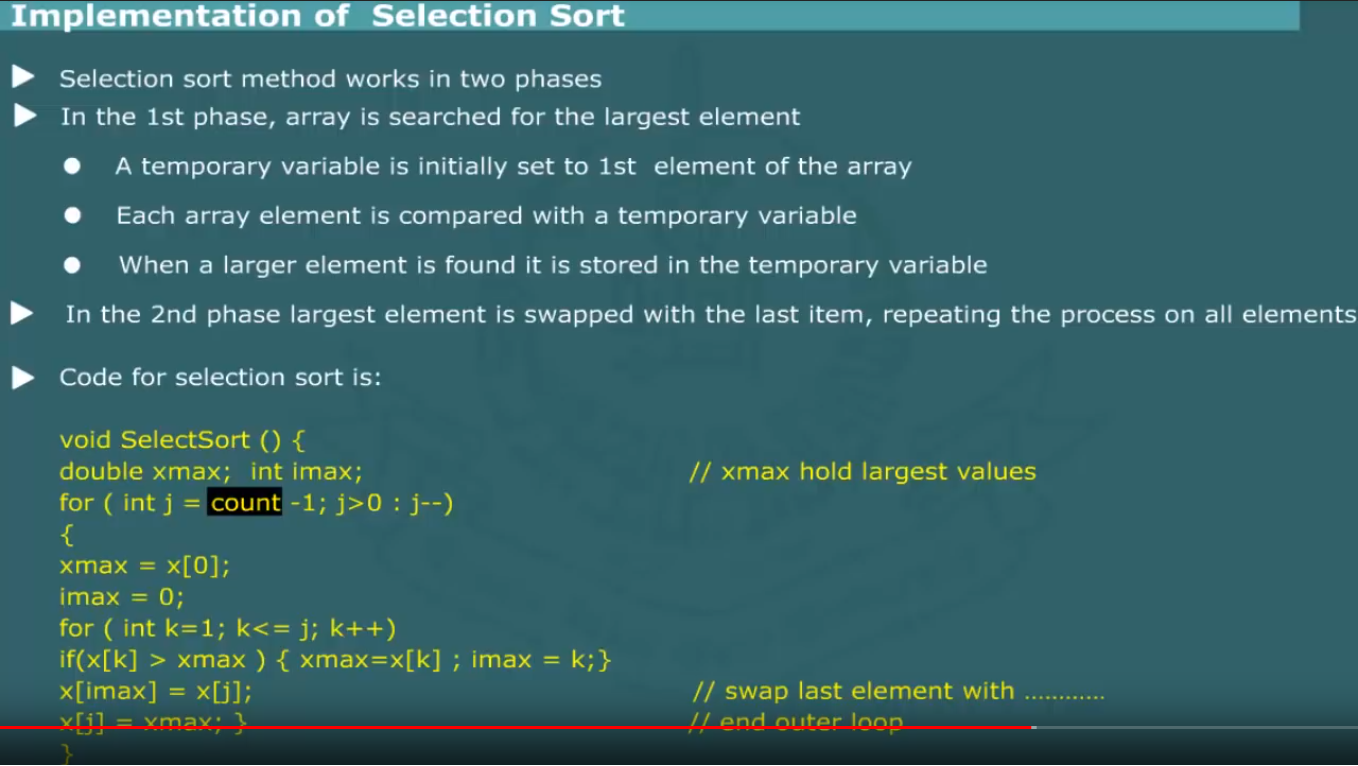 Implementation of Selection Sort
Selection sort method works in two phases
In the 1st phase, array is searched for the largest element
A temporary variable is initially set to 1st element of the array
Each array element is compared with a temporary variable
When a larger element is found it is stored in the temporary variable
In the 2nd phase largest element is swapped with the last item, repeating the process on all elements
Code for selection sort is:
void SelectSort () {
double xmax; int imax; // xmax hold largest values
for ( int j = count -1; j>0 : j--)
{
xmax = x[0];
imax = 0;
for ( int k=1; k<= j; k++)
if(x[k] > xmax ) { xmax=x[k] ; imax = k;}
x[imax] = x[j]; // swap last element with ............
x[j] = xmax; } // end outer loop
}